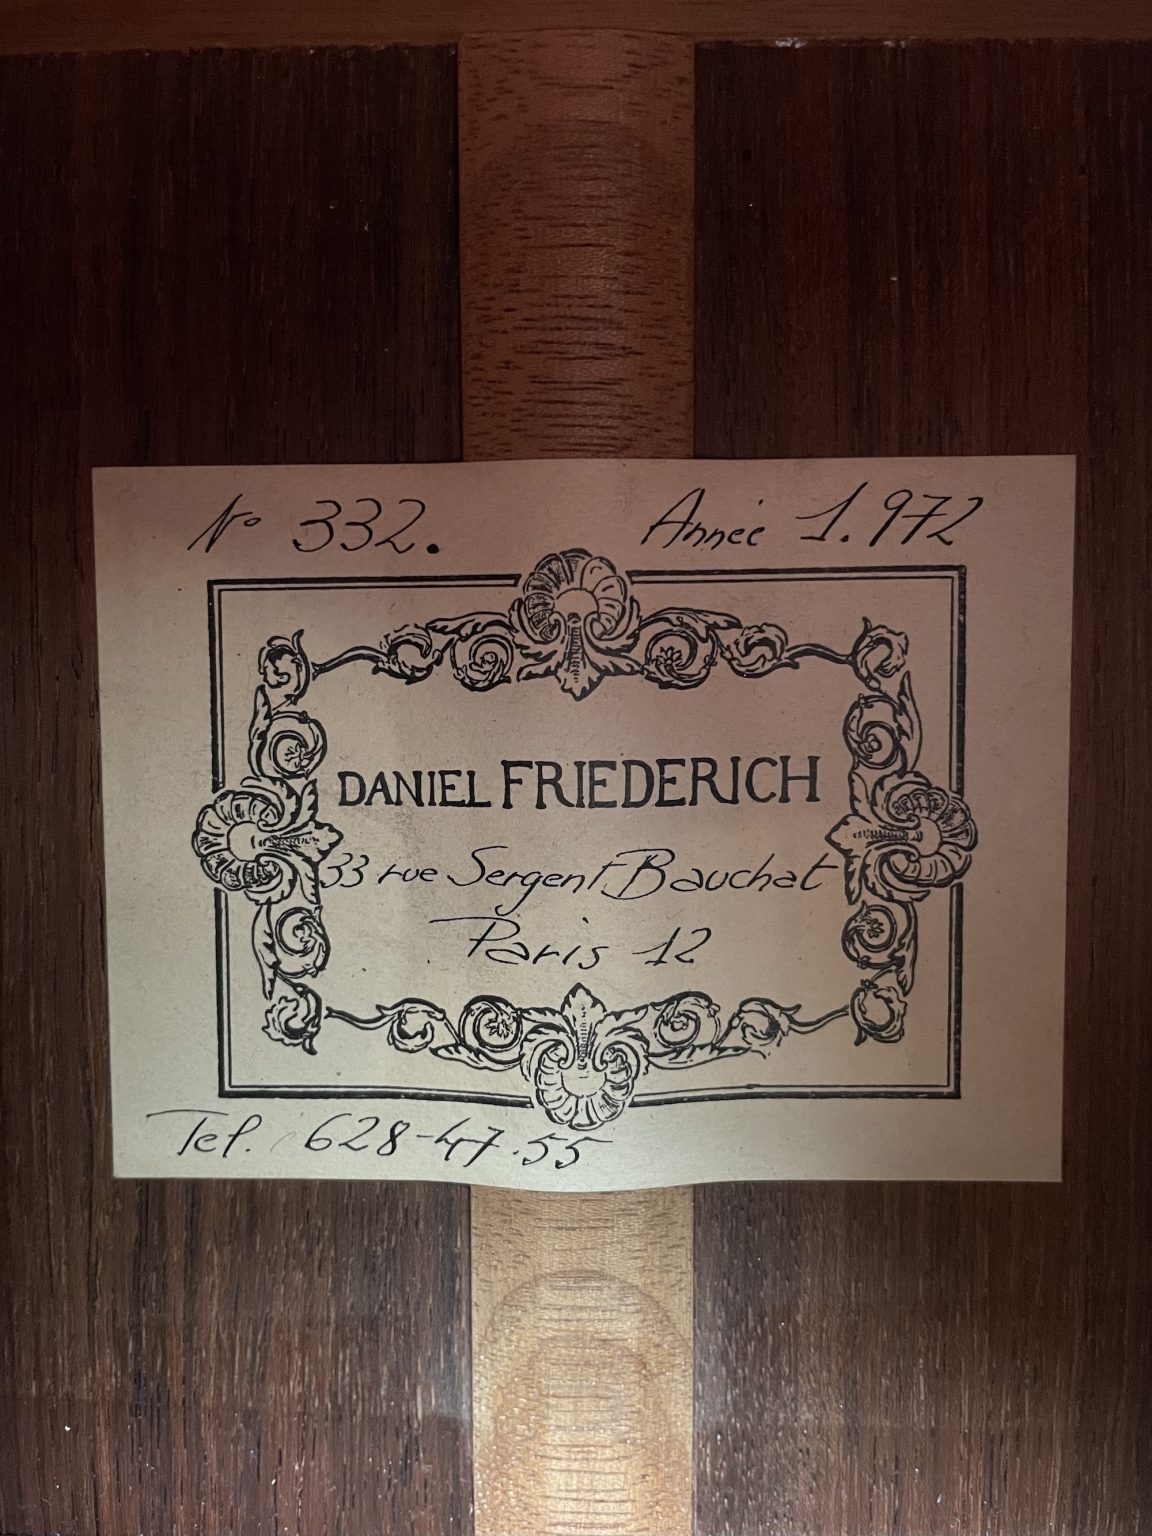 N° 332. Année 1.972
DANIEL FRIEDERICH
33 rue Sergent Bauchat
Paris 12
Tel. 628-47.55